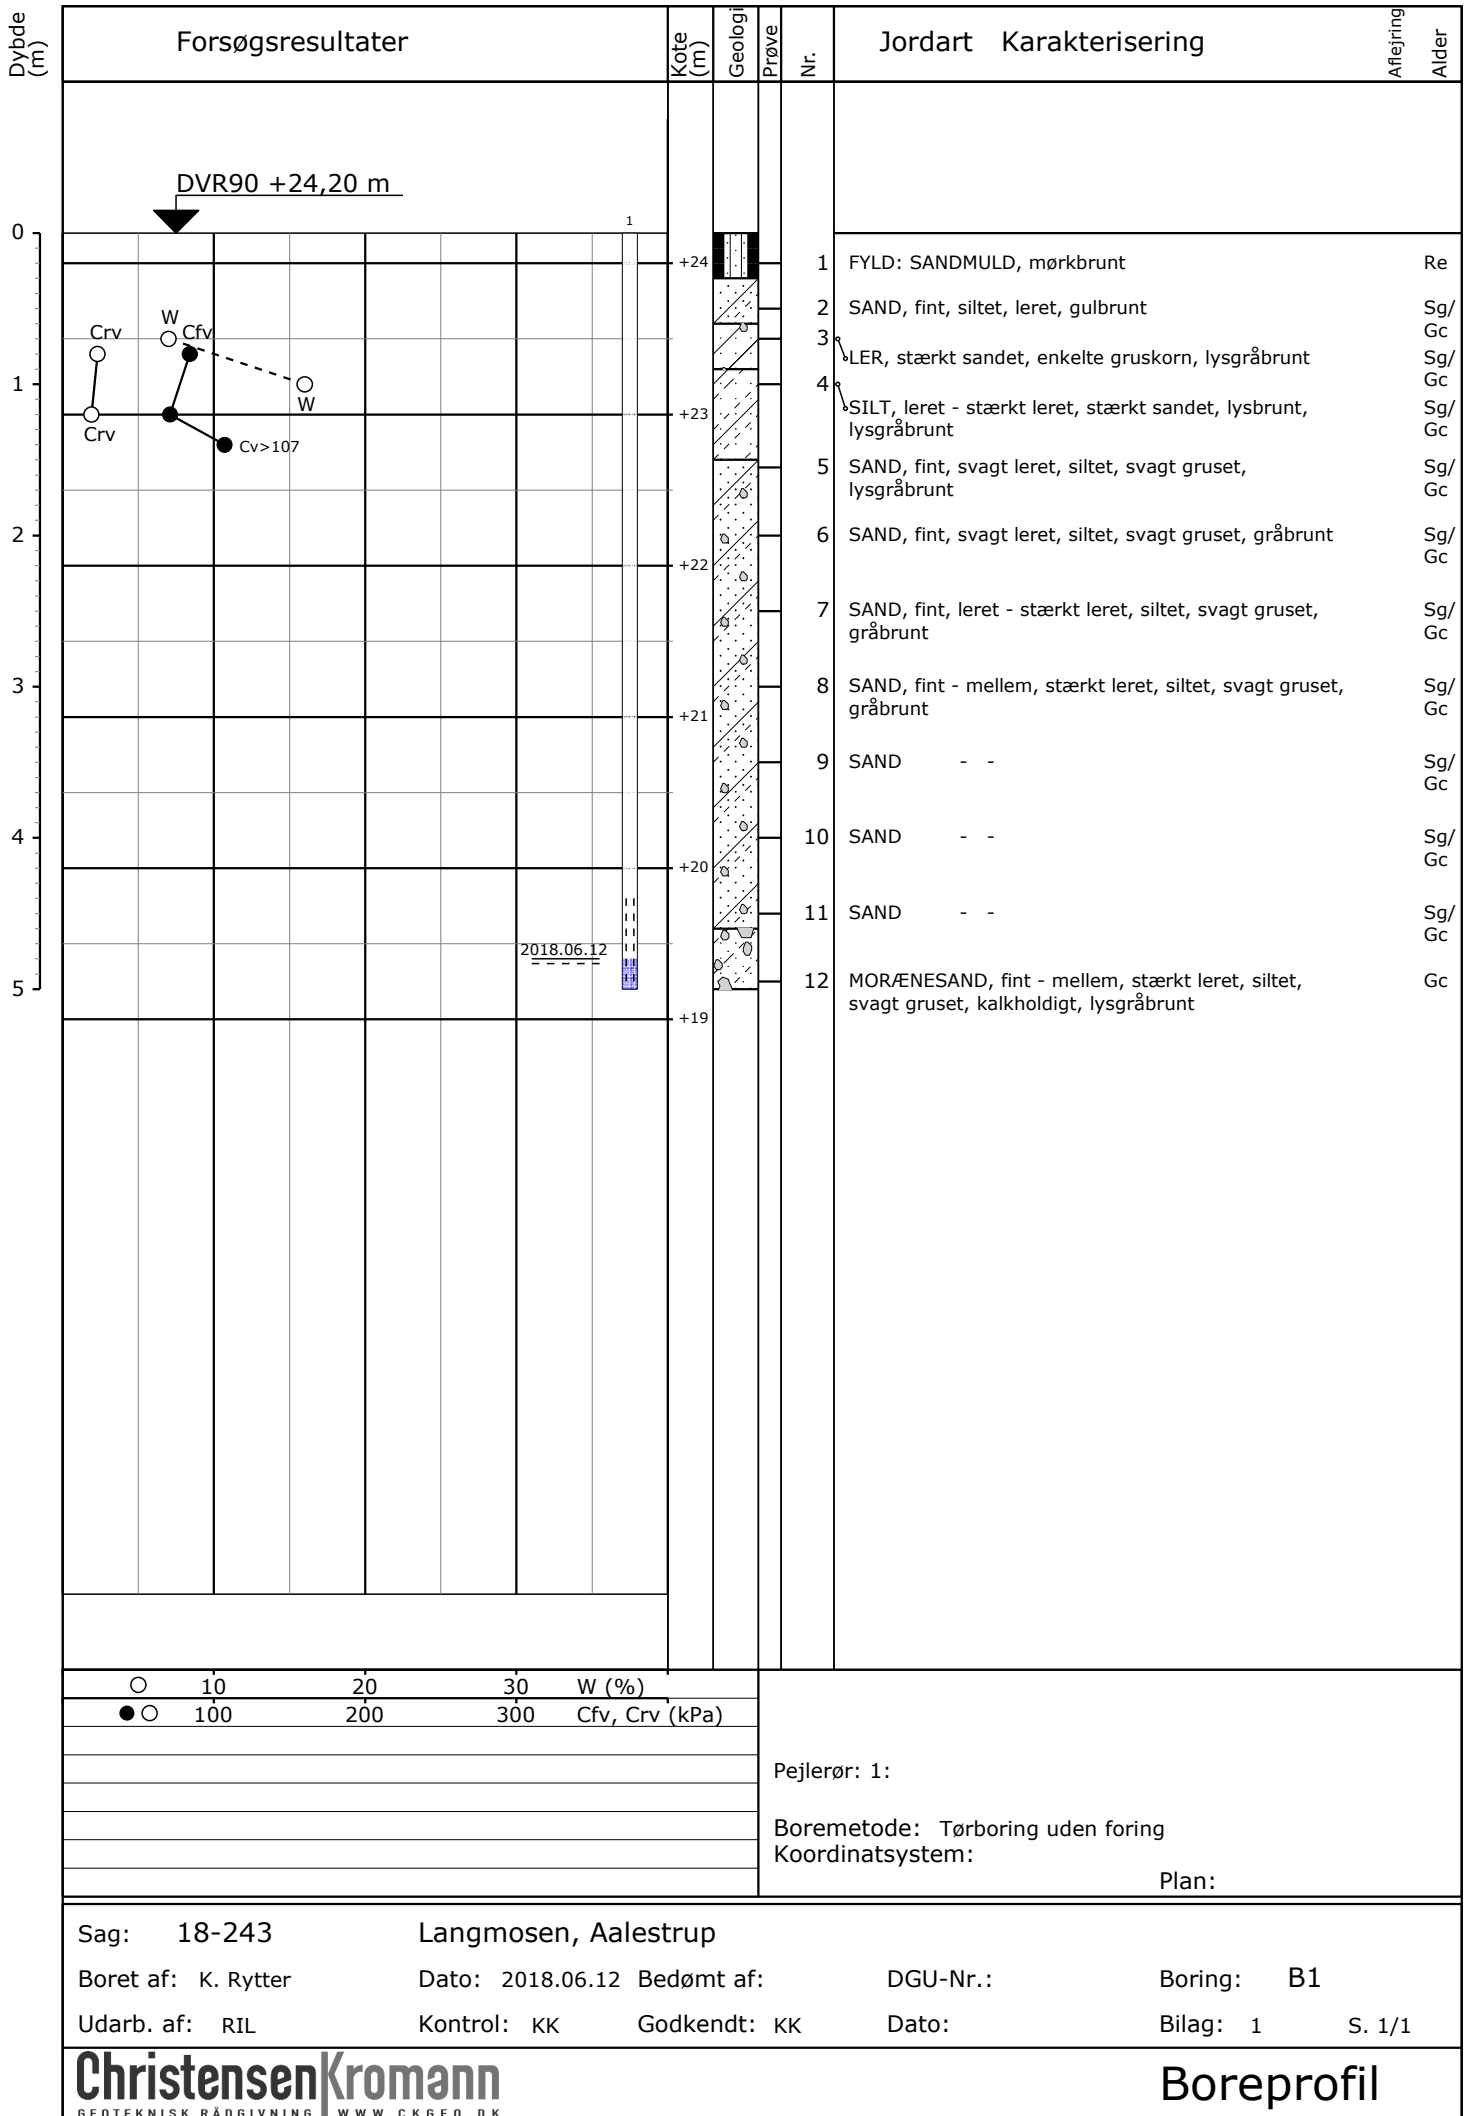 Dybde
(m)
Forsøgsresultater
Kote
(m)
Geologi
Prøve
Nr.
Jordart Karakterisering
Aflejring
Alder
DVR90 +24,20 m
1
0
+24
1 FYLD: SANDMULD, mørkbrunt Re
2 SAND, fint, siltet, leret, gulbrunt Sg/
Gc
W
Crv
Cfv
3
LER, stærkt sandet, enkelte gruskorn, lysgråbrunt Sg/
Gc
1
W
4
SILT, leret - stærkt leret, stærkt sandet, lysbrunt, Sg/
lysgråbrunt Gc
+23
Crv
Cv>107
5 SAND, fint, svagt leret, siltet, svagt gruset, Sg/
lysgråbrunt Gc
2
6 SAND, fint, svagt leret, siltet, svagt gruset, gråbrunt Sg/
Gc
+22
7 SAND, fint, leret - stærkt leret, siltet, svagt gruset, Sg/
gråbrunt Gc
3
8 SAND, fint - mellem, stærkt leret, siltet, svagt gruset, Sg/
gråbrunt Gc
+21
9 SAND - - Sg/
Gc
4
10 SAND - - Sg/
Gc
+20
11 SAND - - Sg/
Gc
2018.06.12
5
12 MORÆNESAND, fint - mellem, stærkt leret, siltet, Gc
svagt gruset, kalkholdigt, lysgråbrunt
+19
10 20 30 W (%)
100 200 300 Cfv, Crv (kPa)
Pejlerør: 1:
Boremetode: Tørboring uden foring
Koordinatsystem:
Plan:
Sag: 18-243 Langmosen, Aalestrup
Boret af: K. Rytter Dato: 2018.06.12 Bedømt af: DGU-Nr.: Boring: B1
Udarb. af: RIL Kontrol: KK Godkendt: KK Dato: Bilag: 1 S. 1/1
ChristensenKromann
GEOTEKNISK RÅDGIVNING WWW.CKGEO.DK
Boreprofil